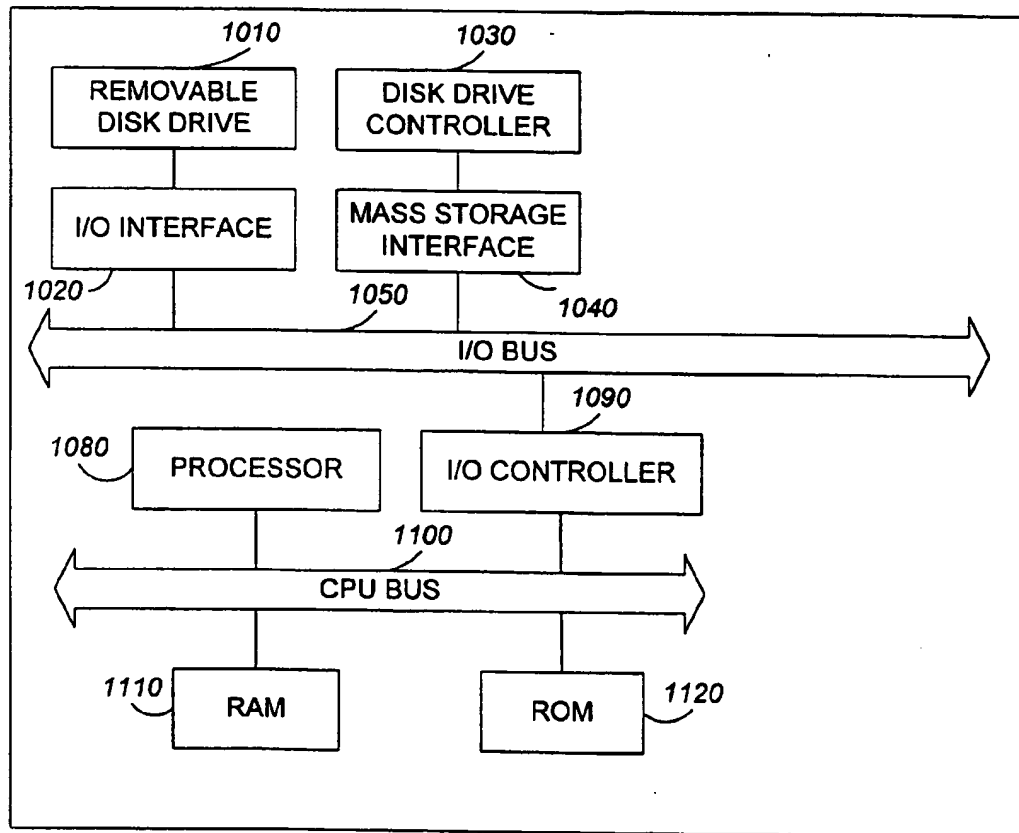 1010
1030
REMOVABLE
DISK DRIVE
DISK DRIVE
CONTROLLER
I/O INTERFACE
MASS STORAGE
INTERFACE
1020
1050
1040
I/O BUS
1090
1080
PROCESSOR
I/O CONTROLLER
1100
CPU BUS
1110
RAM
ROM
1120